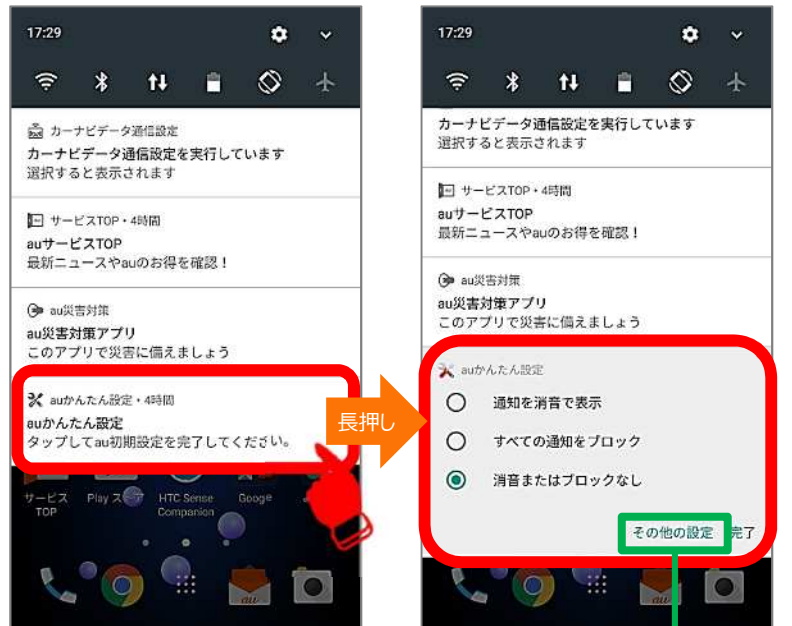 17:29
カーナビデータ通信設定
カーナビデータ通信設定を実行しています
選択すると表示されます
サービスTOP・4時間
auサービスTOP
最新ニュースやauのお得を確認！
au災害対策
au災害対策アプリ
このアプリで災害に備えましょう
auかんたん設定・4時間
auかんたん設定
タップしてau初期設定を完了してください。
サービス
TOP
HTC Sense
Companion
au
長押し
17:29
カーナビデータ通信設定を実行しています
選択すると表示されます
サービスTOP・4時間
auサービスTOP
最新ニュースやauのお得を確認！
au災害対策
au災害対策アプリ
このアプリで災害に備えましょう
auかんたん設定
通知を消音で表示
すべての通知をブロック
消音またはブロックなし
その他の設定
完了
au